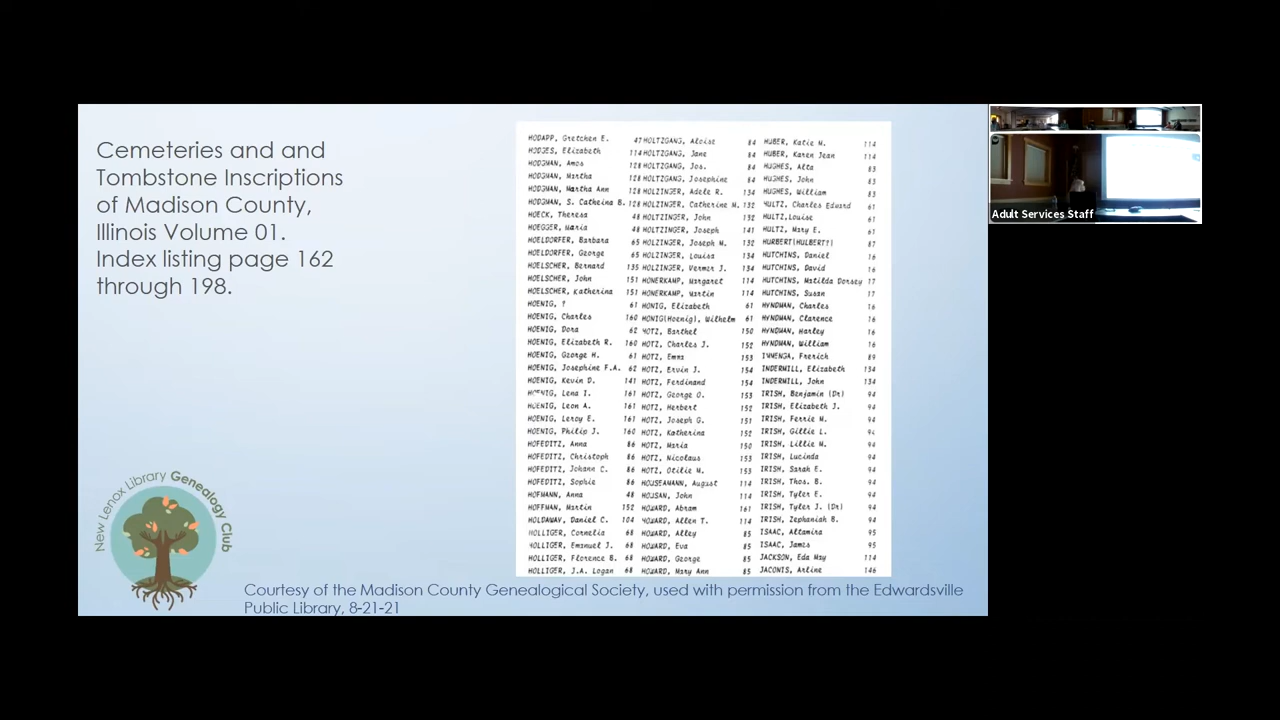 Cemeteries and and
Tombstone Inscriptions
of Madison County,
Illinois Volume 01.
Index listing page 162
through 198.
HODAPP, Gretchen E. 47
HODGES, Elizabeth 114
HODGMAN, Amos 128
HODGMAN, Martha 128
HODGMAN, Martha Ann 128
HODGMAN, S. Catheina B. 128
HOECK, Theresa 48
HOEGGER, Maria 48
HOELDORFER, Barbara 65
HOELDORFER, George 65
HOELSCHER, Bernard 135
HOELSCHER, John 151
HOELSCHER, Katherina 151
HOENIG, ? 61
HOENIG, Charles 160
HOENIG, Dora 62
HOENIG, Elizabeth R. 160
HOENIG, George H. 61
HOENIG, Josephine F.A. 62
HOENIG, Kevin D. 141
HOENIG, Lena I. 161
HOENIG, Leon A. 161
HOENIG, Leroy E. 161
HOENIG, Philip J. 160
HOFEDITZ, Anna 86
HOFEDITZ, Christoph 86
HOFEDITZ, Johann C. 86
HOFEDITZ, Sophie 86
HOFMANN, Anna 48
HOFFMAN, Martin 152
HOLDAWAY, Daniel C. 104
HOLLIGER, Cornelia 68
HOLLIGER, Emanuel J. 68
HOLLIGER, Florence B. 68
HOLLIGER, J.A. Logan 68
HOLTZGANG, Aloise 84
HOLTZGANG, Jane 84
HOLTZGANG, Jos. 84
HOLTZGANG, Josephine 84
HOLZINGER, Adele R. 134
HOLZINGER, Catherine M. 132
HOLTZINGER, John 132
HOLTZINGER, Joseph 141
HOLZINGER, Joseph M. 132
HOLZINGER, Louisa 134
HOLZINGER, Vermer J. 134
HONERKAMP, Margaret 114
HONERKAMP, Martin 114
HONIG, Elizabeth 61
HONIG(Hoenig), Wilhelm 61
HOTZ, Barthel 150
HOTZ, Charles J. 152
HOTZ, Emma 153
HOTZ, Ervin J. 154
HOTZ, Ferdinand 154
HOTZ, George O. 153
HOTZ, Herbert 152
HOTZ, Joseph G. 151
HOTZ, Katherina 152
HOTZ, Maria 150
HOTZ, Nicolaus 153
HOTZ, Otilie M. 153
HOUSEAMANN, August 114
HOUSAN, John 114
HOWARD, Abram 161
HOWARD, Allen T. 114
HOWARD, Alley 85
HOWARD, Eva 85
HOWARD, George 85
HOWARD, Mary Ann 85
HUBER, Katie M. 114
HUBER, Karen Jean 114
HUGHES, Alta 83
HUGHES, John 83
HUGHES, William 83
HULTZ, Charles Edward 61
HULTZ,Louise 61
HULTZ, Mary E. 61
HURBERT(HULBERT?) 87
HUTCHINS, Daniel 16
HUTCHINS, David 16
HUTCHINS, Matilda Dorsey 17
HUTCHINS, Susan 17
HYNDMAN, Charles 16
HYNDMAN, Clarence 16
HYNDMAN, Harley 16
HYNDMAN, William 16
IMMENGA, Frerich 89
INDERMILL, Elizabeth 134
INDERMILL, John 134
IRISH, Benjamin (Dr) 94
IRISH, Elizabeth J. 94
IRISH, Ferrie M. 94
IRISH, Gillie L.
IRISH, Lillie M. 94
IRISH, Lucinda 94
IRISH, Sarah E. 94
IRISH, Thos. B. 94
IRISH, Tyler E. 94
IRISH, Tyler J. (Dr) 94
IRISH, Zephaniah B. 94
ISAAC, Altamira 95
ISAAC, James 95
JACKSON, Eda May 114
JACONIS, Arline 146
New Lenox Library Genealogy Club
Courtesy of the Madison County Genealogical Society, used with permission from the Edwardsville
Public Library, 8-21-21
Adult Services Staff